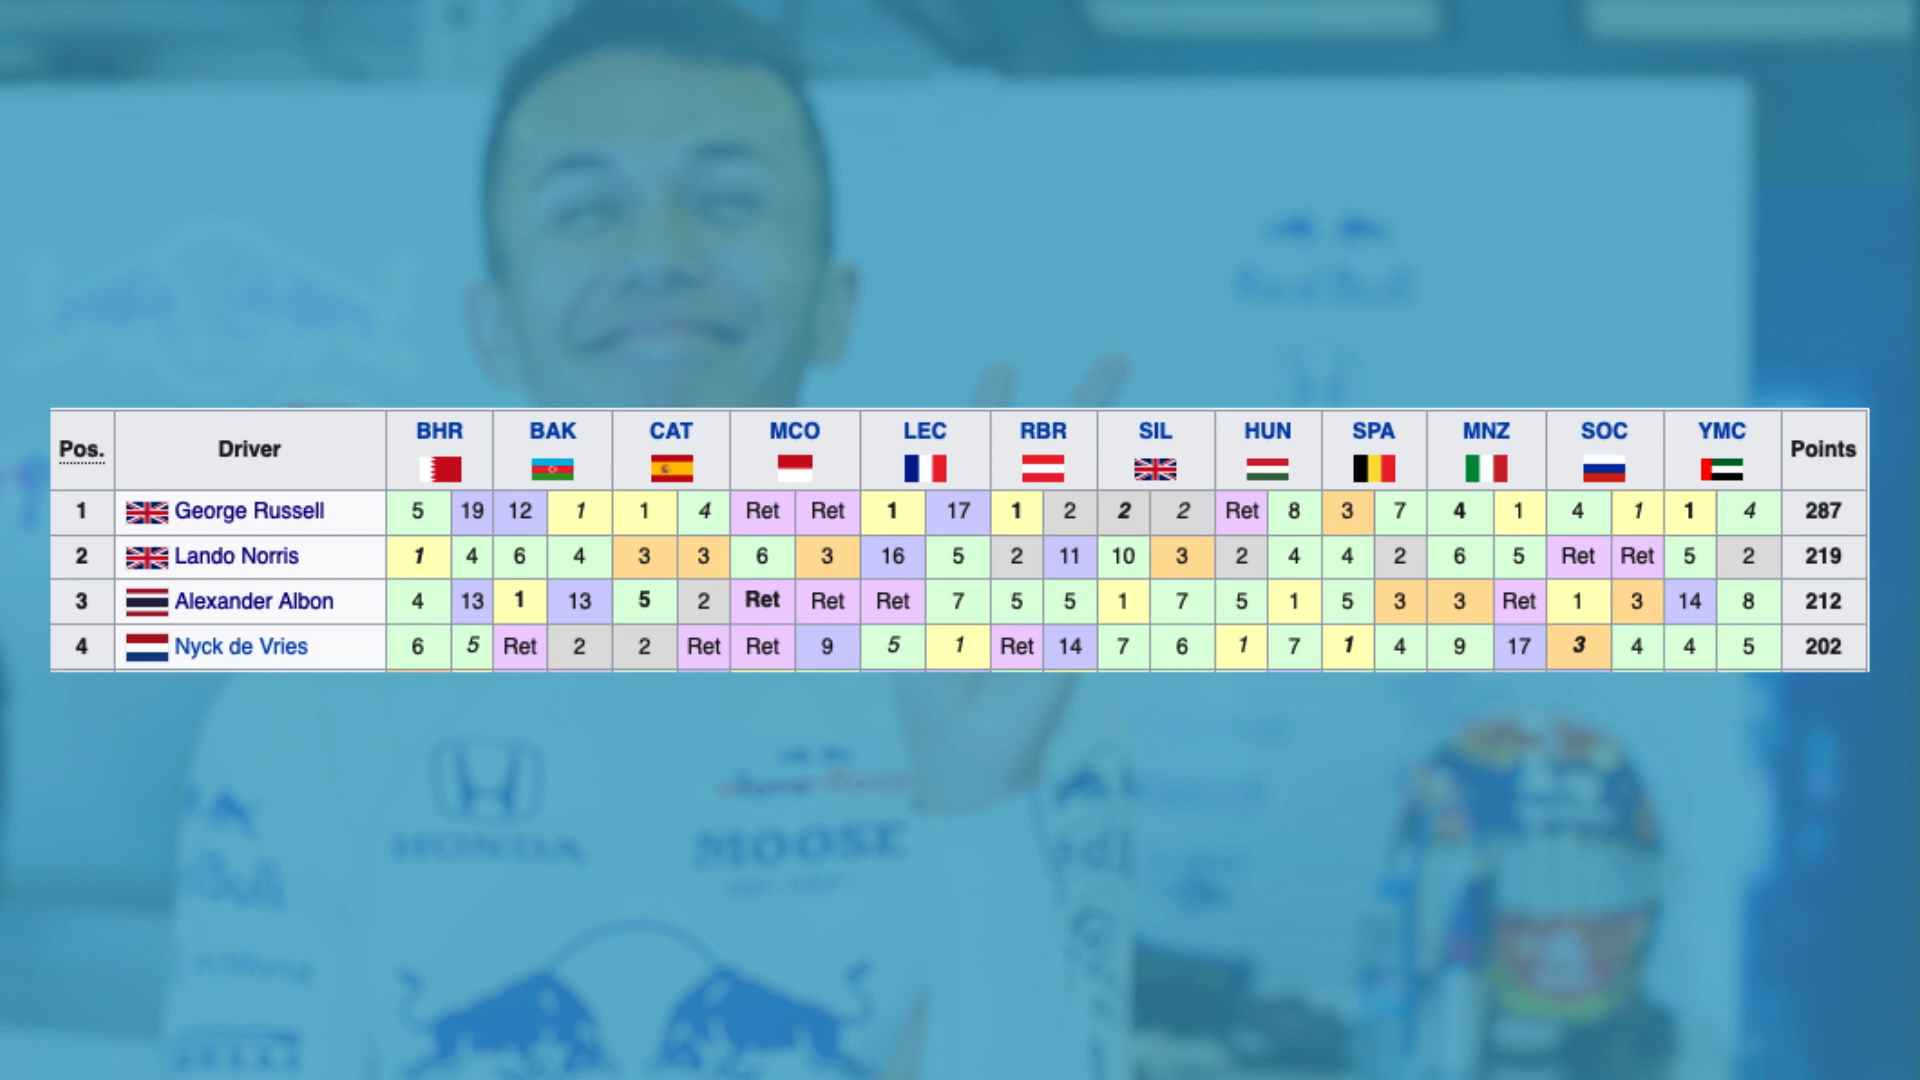 Pos. Driver BHR BAK CAT MCO LEC RBR SIL HUN SPA MNZ SOC YMC Points
1 George Russell 5 19 12 1 1 4 Ret Ret 1 17 1 2 2 2 Ret 8 3 7 4 1 4 1 1 4 287
2 Lando Norris 1 4 6 4 3 3 6 3 16 5 2 11 10 3 2 4 4 2 6 5 Ret Ret 5 2 219
3 Alexander Albon 4 13 1 13 5 2 Ret Ret Ret 7 5 5 1 7 5 1 5 3 3 Ret 1 3 14 8 212
4 Nyck de Vries 6 5 Ret 2 2 Ret Ret 9 5 1 Ret 14 7 6 1 7 1 4 9 17 3 4 4 5 202
Red Bull
HONDA
MOOSE